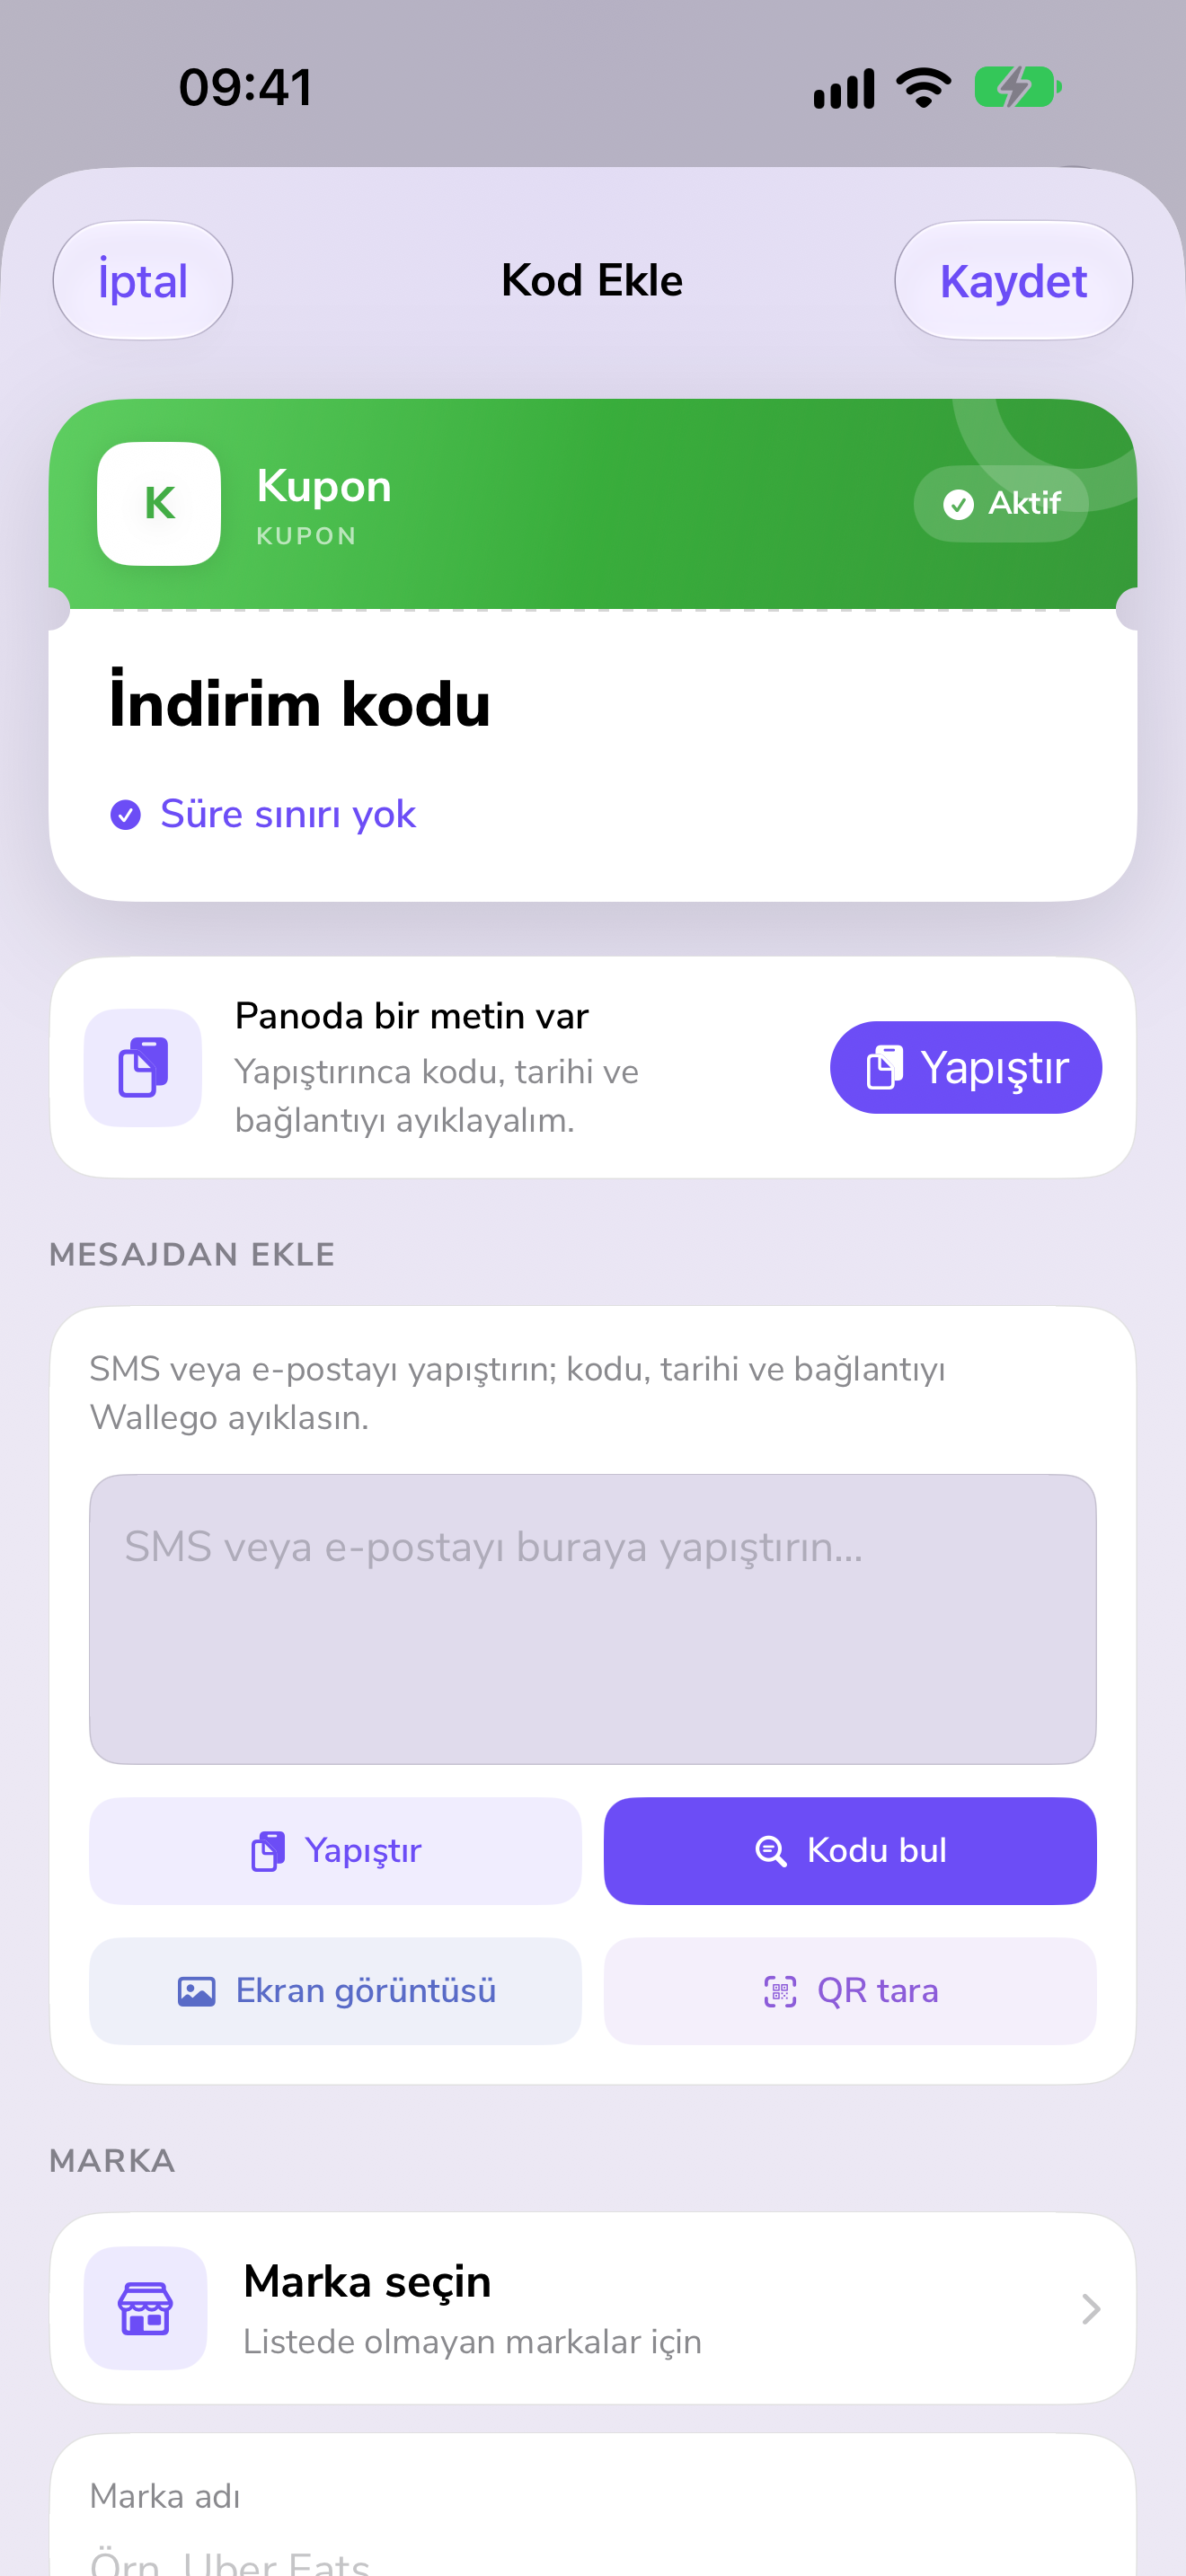 09:41
İptal
Kod Ekle
Kaydet
K
Kupon
KUPON
Aktif
İndirim kodu
Süre sınırı yok
Panoda bir metin var
Yapıştırınca kodu, tarihi ve
bağlantıyı ayıklayalım.
Yapıştır
MESAJDAN EKLE
SMS veya e-postayı yapıştırın; kodu, tarihi ve bağlantıyı
Wallego ayıklasın.
SMS veya e-postayı buraya yapıştırın...
Yapıştır
Kodu bul
Ekran görüntüsü
QR tara
MARKA
Marka seçin
Listede olmayan markalar için
Marka adı
Örn. Uber Eats